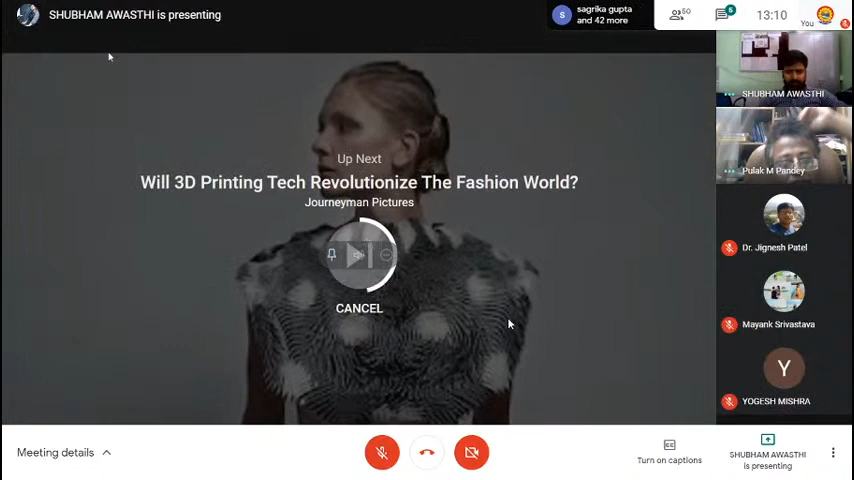 SHUBHAM AWASTHI is presenting
S
sagrika gupta
and 42 more
50
5
13:10
You
Up Next
Will 3D Printing Tech Revolutionize The Fashion World?
Journeyman Pictures
CANCEL
SHUBHAM AWASTHI
Pulak M Pandey
Dr. Jignesh Patel
Mayank Srivastava
Y
YOGESH MISHRA
Meeting details
Turn on captions
SHUBHAM AWASTHI
is presenting